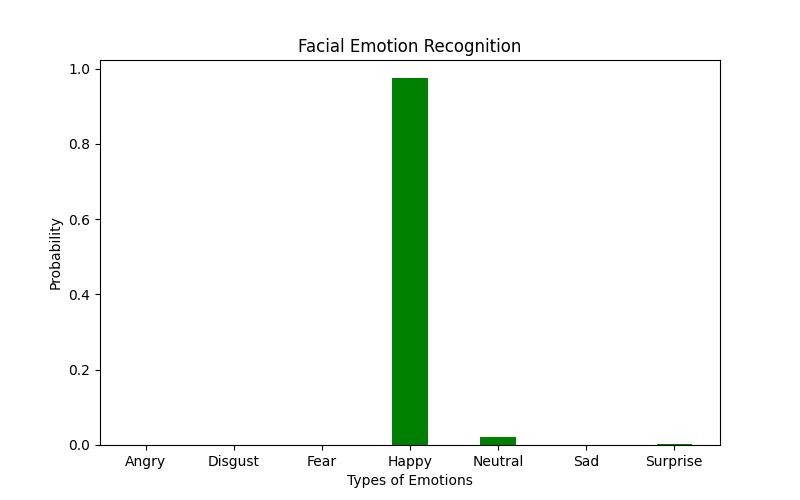 Facial Emotion Recognition
1.0
0.8
0.6
0.4
0.2
0.0
Probability
Angry Disgust Fear Happy Neutral Sad Surprise
Types of Emotions